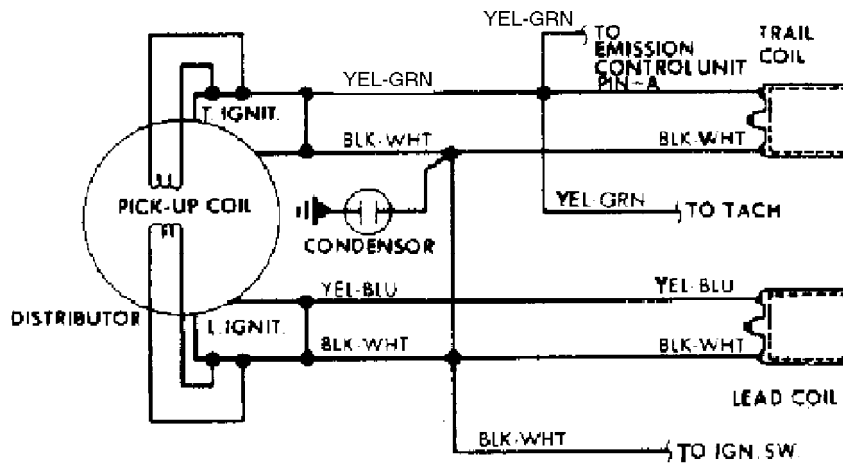 YEL-GRN
TO
EMISSION
CONTROL UNIT
PIN-A
TRAIL
COIL
YEL-GRN
T. IGNIT.
BLK-WHT
BLK-WHT
PICK-UP COIL
YEL-GRN
TO TACH
CONDENSOR
YEL-BLU
YEL-BLU
DISTRIBUTOR
L. IGNIT.
BLK-WHT
BLK-WHT
LEAD COIL
BLK-WHT
TO IGN. SW.